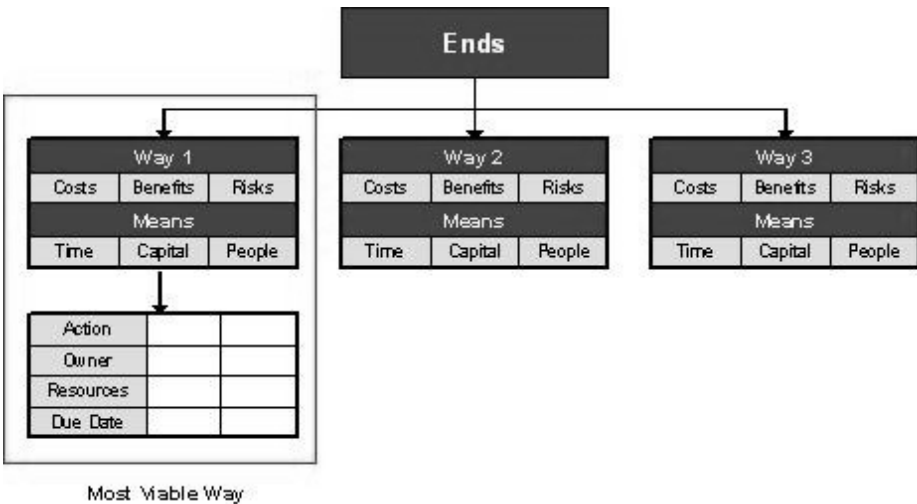 Ends
Way 1
Costs Benefits Risks
Means
Time Capital People
Way 2
Costs Benefits Risks
Means
Time Capital People
Way 3
Costs Benefits Risks
Means
Time Capital People
Action
Owner
Resources
Due Date
Most Viable Way